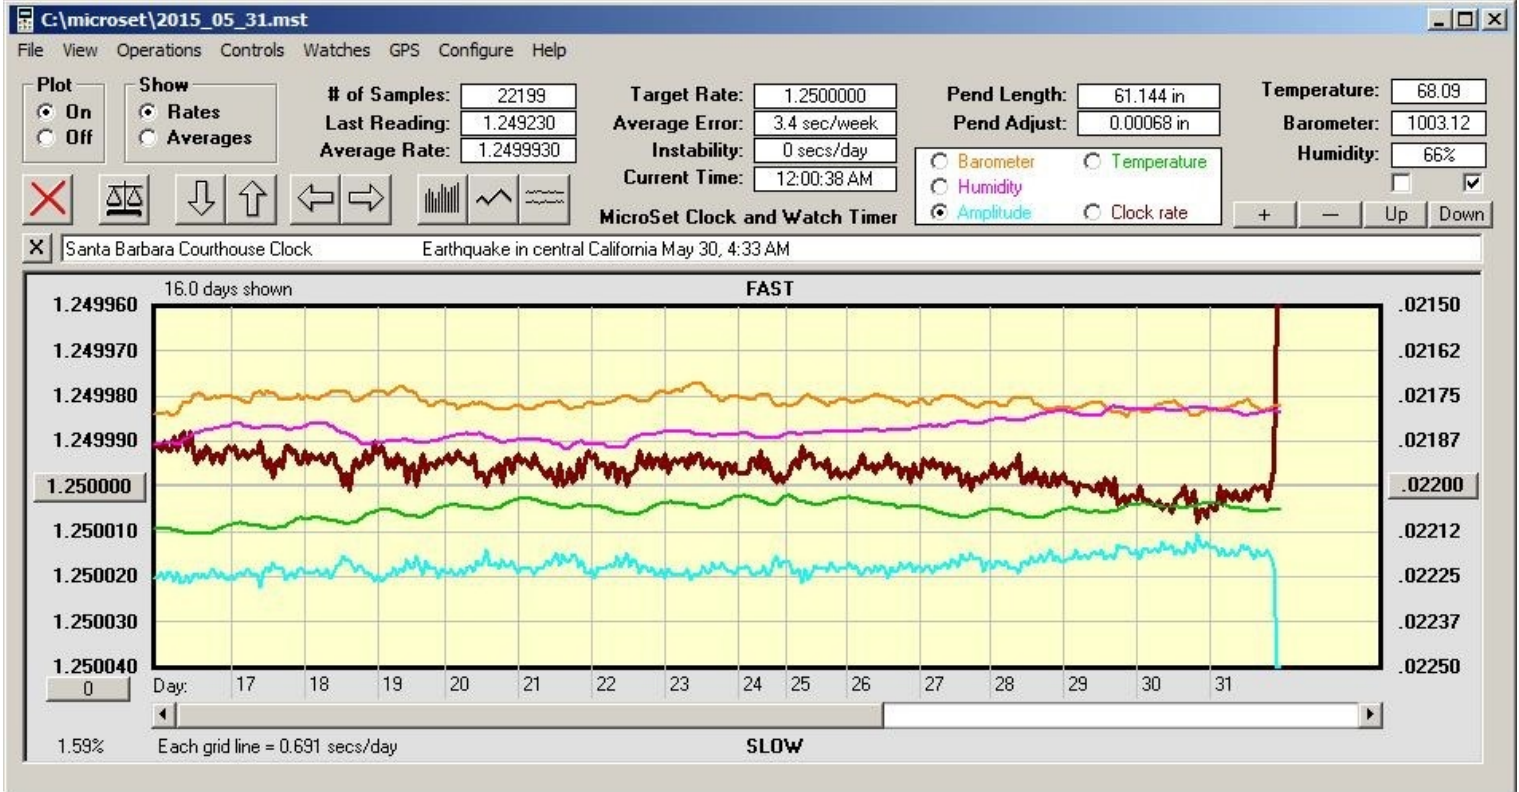 C:\microset\2015_05_31.mst
File View Operations Controls Watches GPS Configure Help
Plot
On
Off
Show
Rates
Averages
# of Samples: 22199
Last Reading: 1.249230
Average Rate: 1.2499930
Target Rate: 1.2500000
Average Error: 3.4 sec/week
Instability: 0 secs/day
Current Time: 12:00:38 AM
MicroSet Clock and Watch Timer
Pend Length: 61.144 in
Pend Adjust: 0.00068 in
Barometer Temperature
Humidity
Amplitude Clock rate
Temperature: 68.09
Barometer: 1003.12
Humidity: 66%
+ — Up Down
X Santa Barbara Courthouse Clock Earthquake in central California May 30, 4:33 AM
16.0 days shown FAST
1.249960 .02150
1.249970 .02162
1.249980 .02175
1.249990 .02187
1.250000 .02200
1.250010 .02212
1.250020 .02225
1.250030 .02237
1.250040 .02250
0 Day: 17 18 19 20 21 22 23 24 25 26 27 28 29 30 31
1.59% Each grid line = 0.691 secs/day SLOW